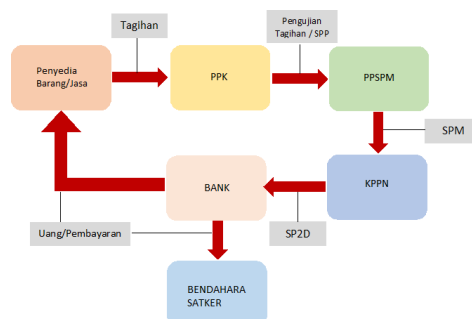 Tagihan
Pengujian
Tagihan / SPP
Penyedia
Barang/Jasa
PPK
PPSPM
SPM
BANK
KPPN
Uang/Pembayaran
SP2D
BENDAHARA
SATKER